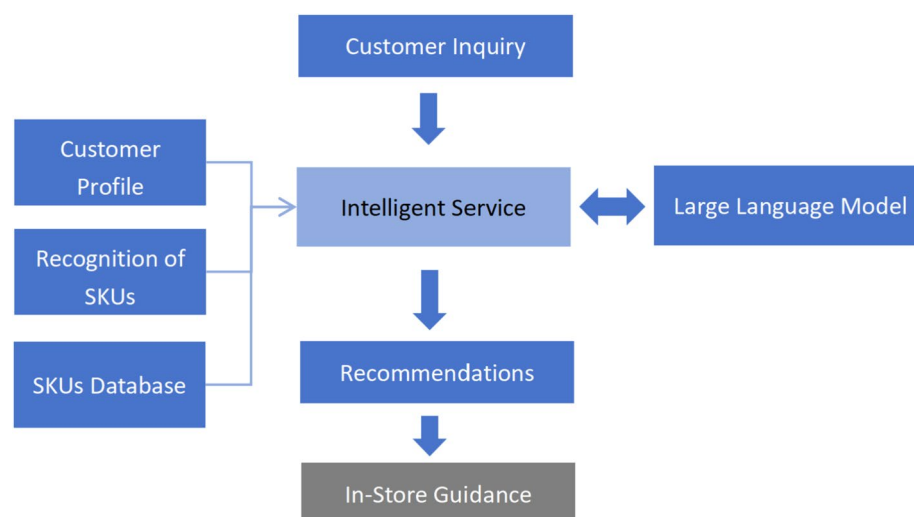 Customer Inquiry
Customer
Profile
Intelligent Service
Large Language Model
Recognition of
SKUs
SKUs Database
Recommendations
In-Store Guidance